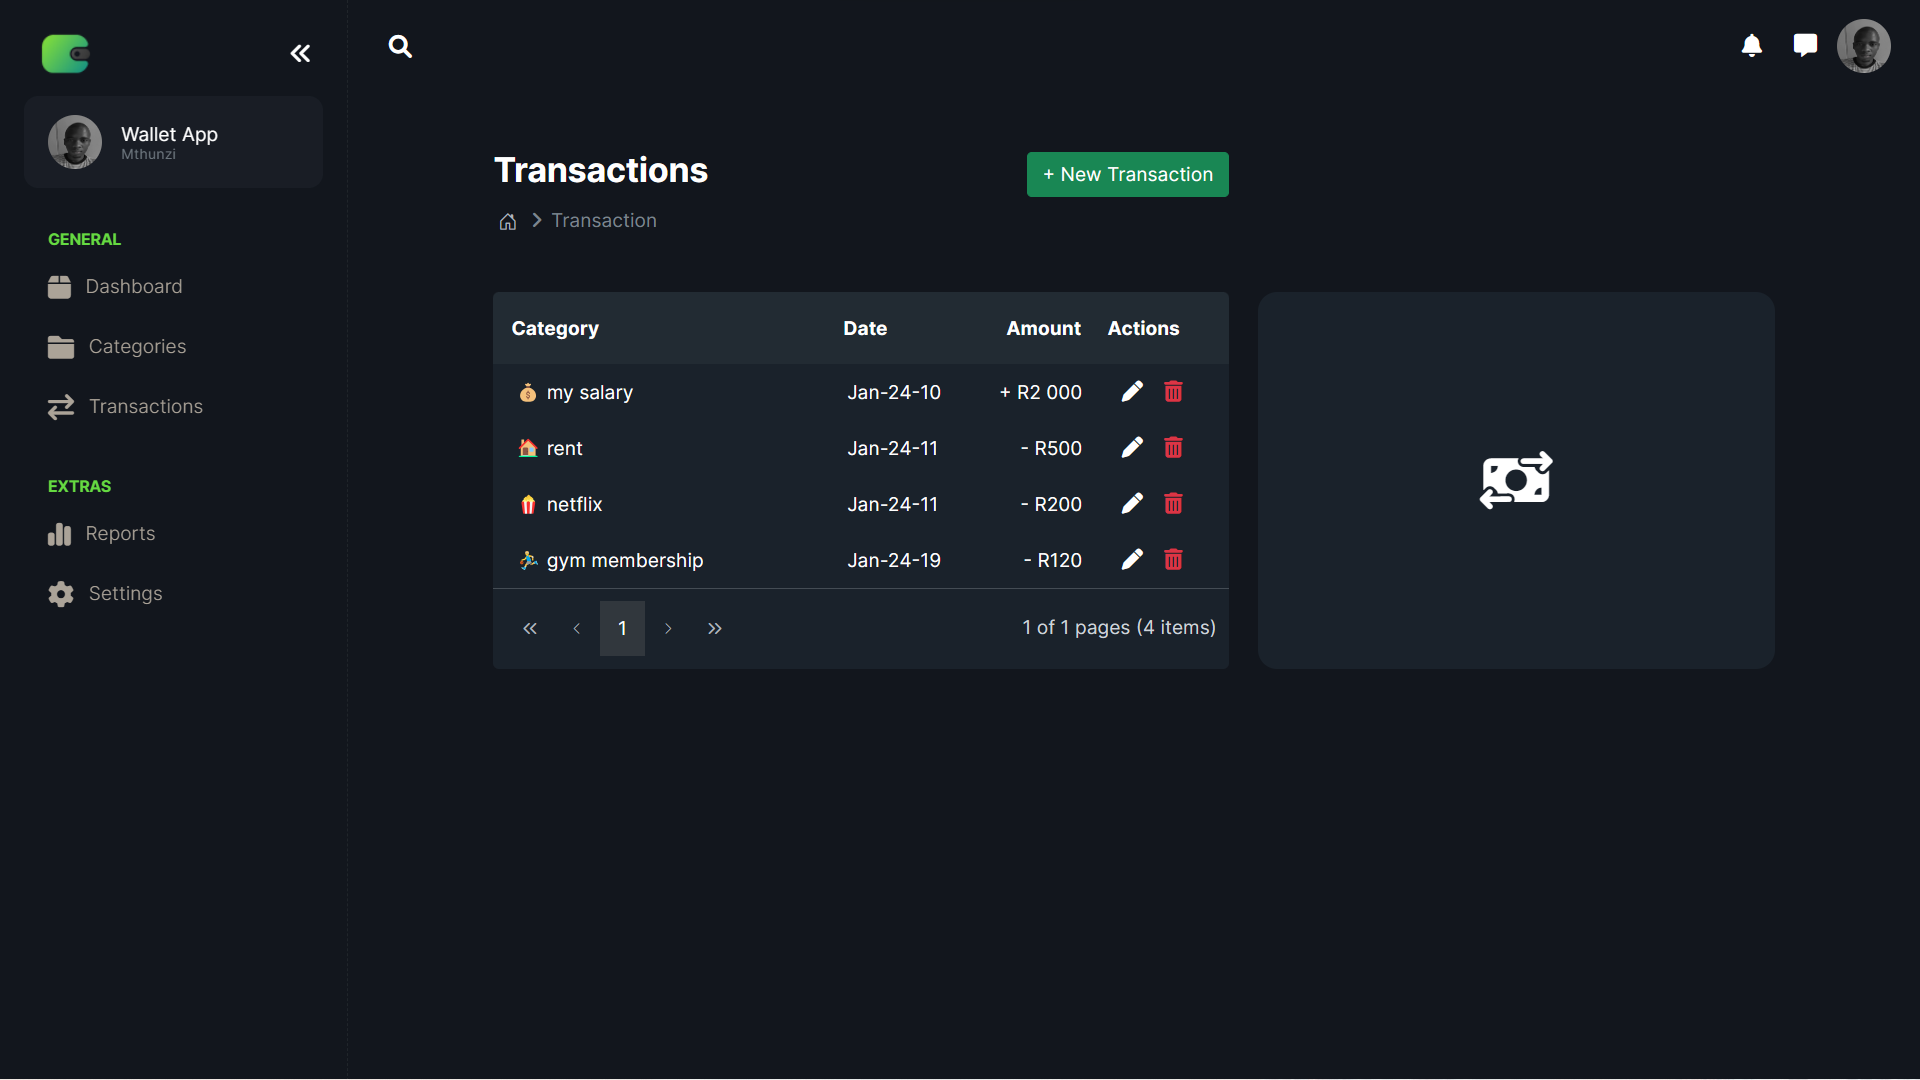 Wallet App
Mthunzi
GENERAL
Dashboard
Categories
Transactions
EXTRAS
Reports
Settings
Transactions
+ New Transaction
Transaction
Category Date Amount Actions
my salary Jan-24-10 + R2 000
rent Jan-24-11 - R500
netflix Jan-24-11 - R200
gym membership Jan-24-19 - R120
1 1 of 1 pages (4 items)